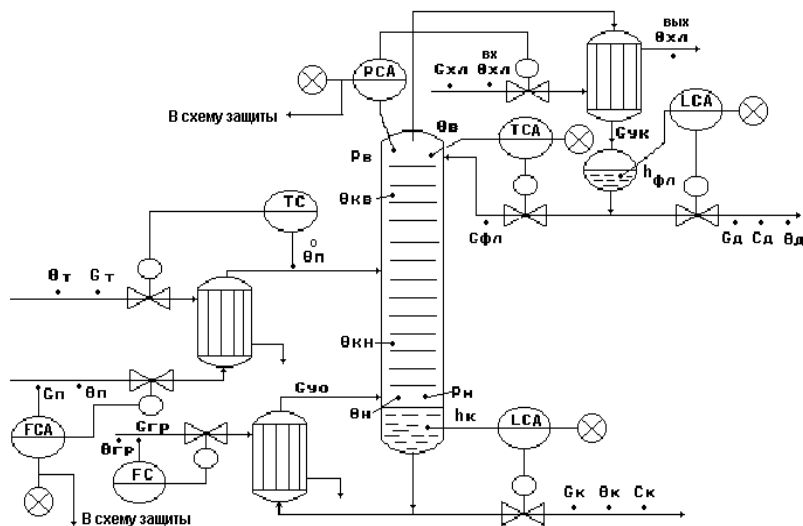 вых
θхл
PCA
вх
Gхл θхл
LCA
В схему защиты
θв
TCA
Gук
Pв
hфл
TC
θкв
θп
Gфл
Gд Cд θд
θт Gт
θкн
Gп θп
Gуо
Pн
θн
hк
FCA
Gгр
LCA
θгр
FC
Gк θк Cк
В схему защиты